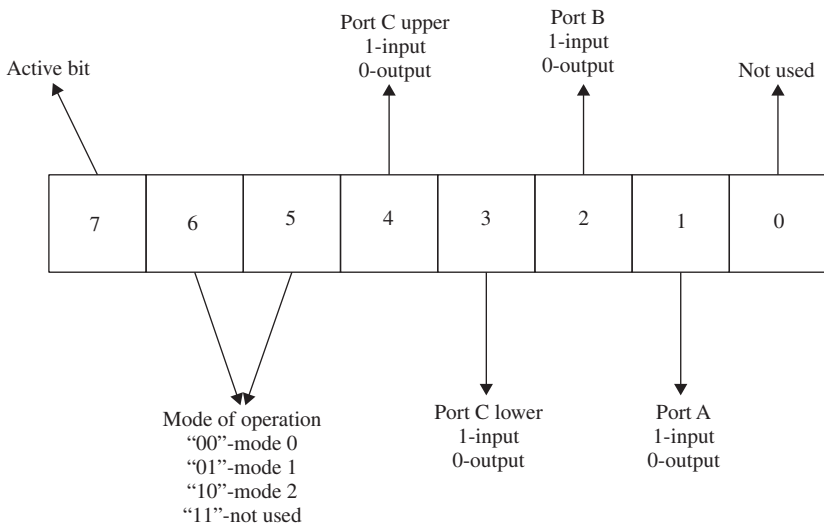 Port C upper
1-input
0-output
Port B
1-input
0-output
Active bit
Not used
7 6 5 4 3 2 1 0
Mode of operation
“00”-mode 0
“01”-mode 1
“10”-mode 2
“11”-not used
Port C lower
1-input
0-output
Port A
1-input
0-output